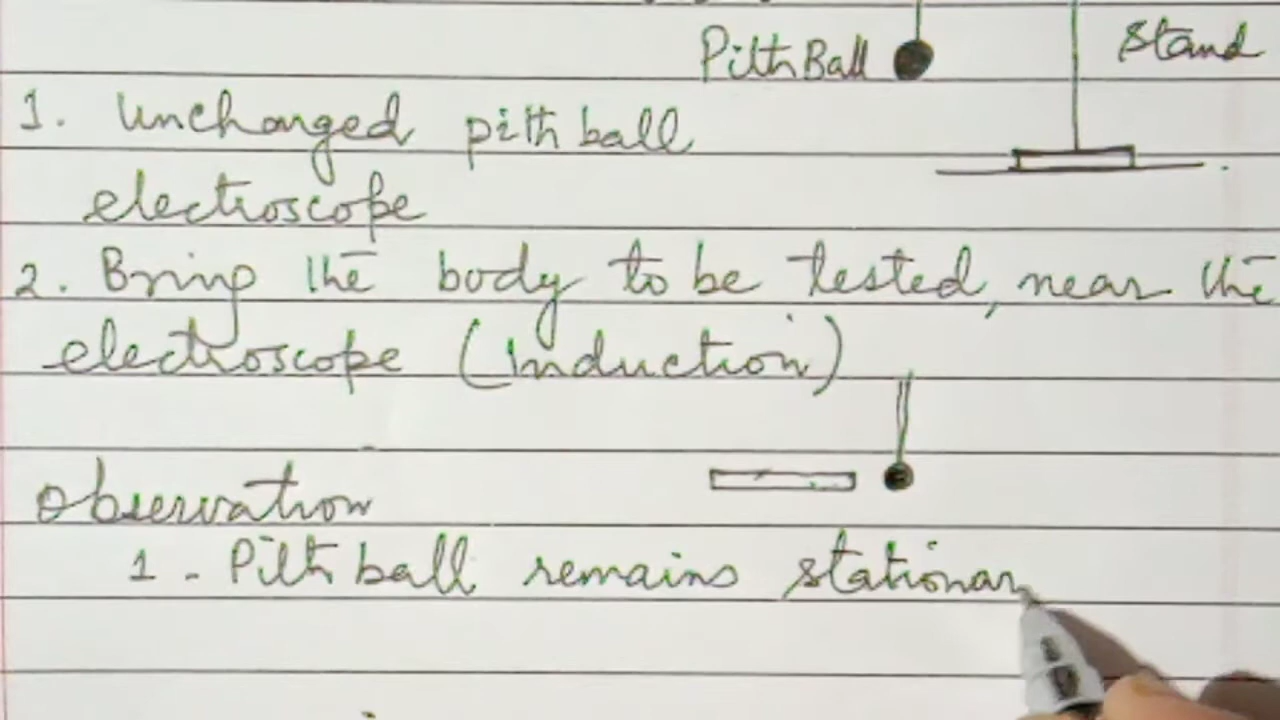 Pith Ball
Stand
1. Uncharged pith ball
electroscope
2. Bring the body to be tested, near the
electroscope (Induction)
Observation
1 - Pith ball remains stationar